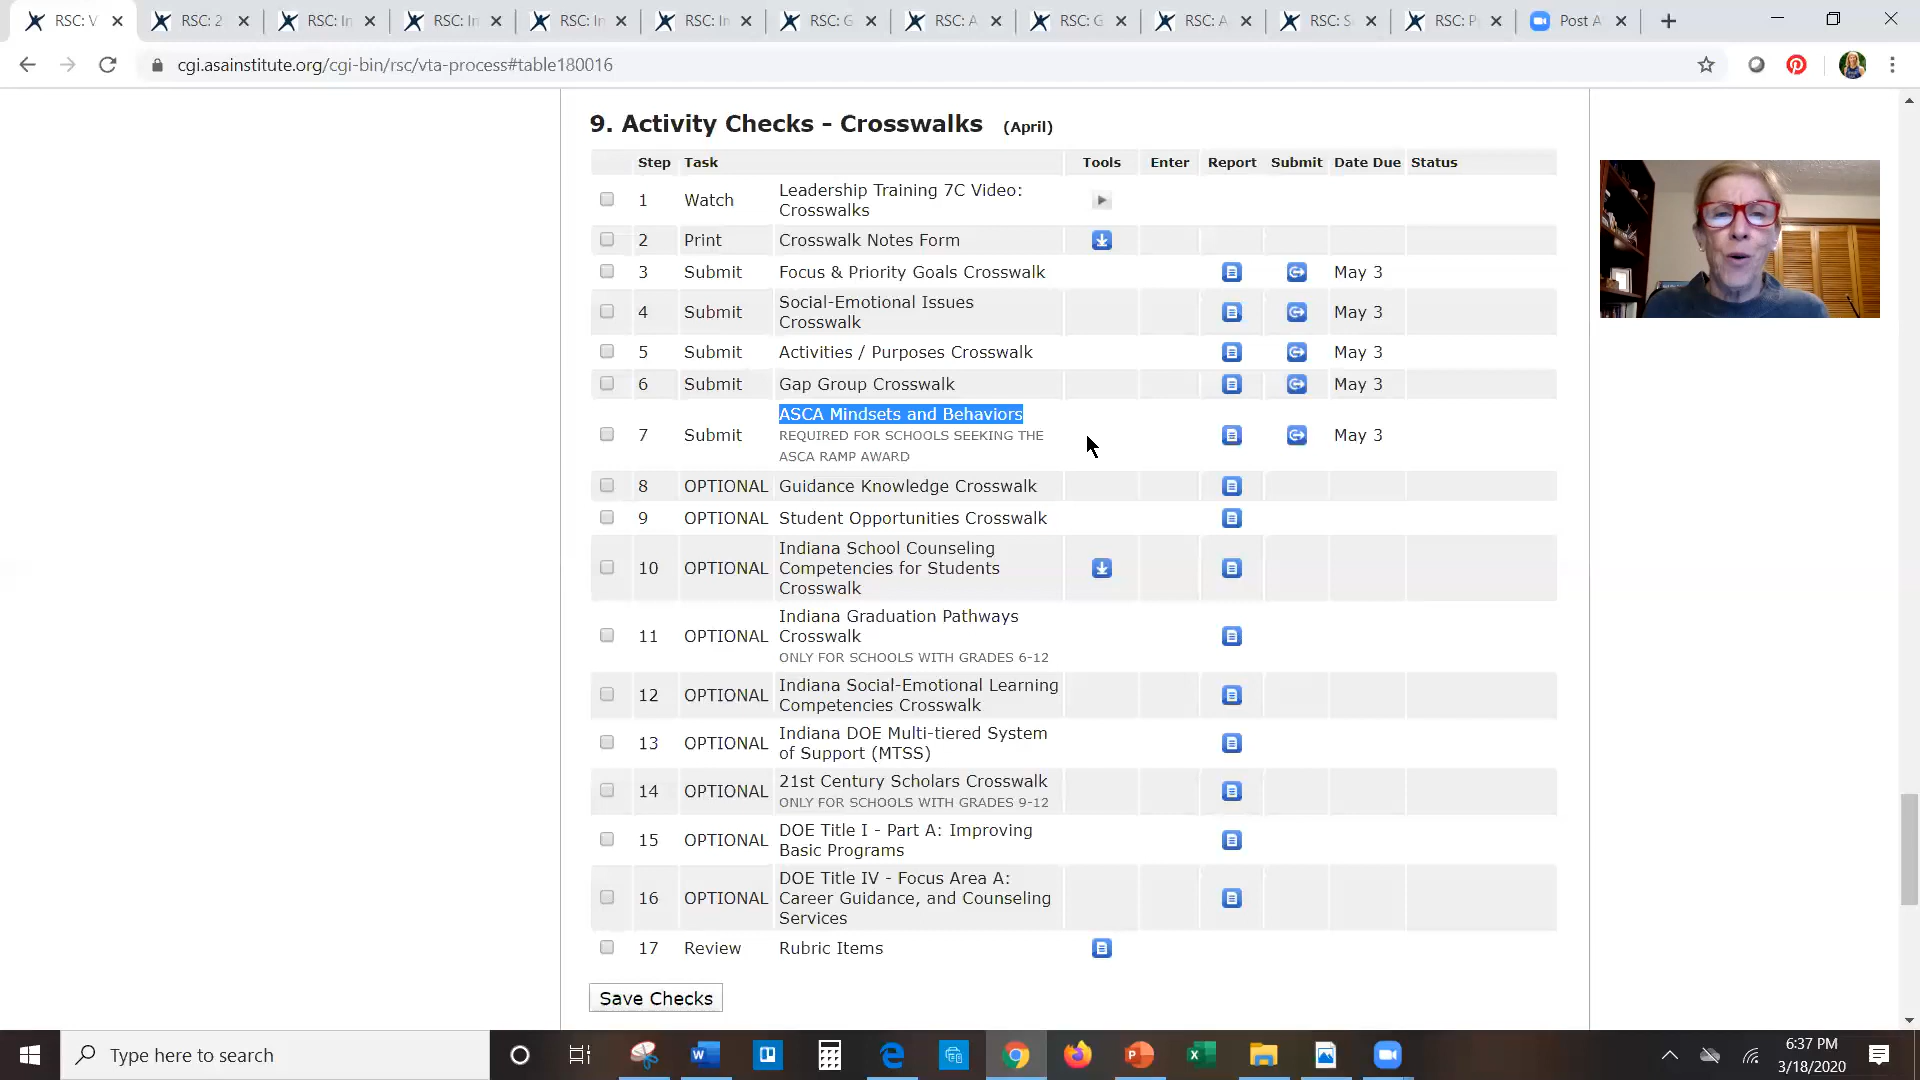 RSC: V
RSC: 2
RSC: In
RSC: In
RSC: In
RSC: In
RSC: G
RSC: A
RSC: G
RSC: A
RSC: S
RSC: P
Post A
cgi.asainstitute.org/cgi-bin/rsc/vta-process#table180016
9. Activity Checks - Crosswalks (April)
Step Task Tools Enter Report Submit Date Due Status
1 Watch Leadership Training 7C Video:
Crosswalks
2 Print Crosswalk Notes Form
3 Submit Focus & Priority Goals Crosswalk May 3
4 Submit Social-Emotional Issues May 3
Crosswalk
5 Submit Activities / Purposes Crosswalk May 3
6 Submit Gap Group Crosswalk May 3
ASCA Mindsets and Behaviors
7 Submit REQUIRED FOR SCHOOLS SEEKING THE May 3
ASCA RAMP AWARD
8 OPTIONAL Guidance Knowledge Crosswalk
9 OPTIONAL Student Opportunities Crosswalk
Indiana School Counseling
10 OPTIONAL Competencies for Students
Crosswalk
Indiana Graduation Pathways
11 OPTIONAL Crosswalk
ONLY FOR SCHOOLS WITH GRADES 6-12
12 OPTIONAL Indiana Social-Emotional Learning
Competencies Crosswalk
13 OPTIONAL Indiana DOE Multi-tiered System
of Support (MTSS)
14 OPTIONAL 21st Century Scholars Crosswalk
ONLY FOR SCHOOLS WITH GRADES 9-12
15 OPTIONAL DOE Title I - Part A: Improving
Basic Programs
DOE Title IV - Focus Area A:
16 OPTIONAL Career Guidance, and Counseling
Services
17 Review Rubric Items
Save Checks
Type here to search
6:37 PM
3/18/2020